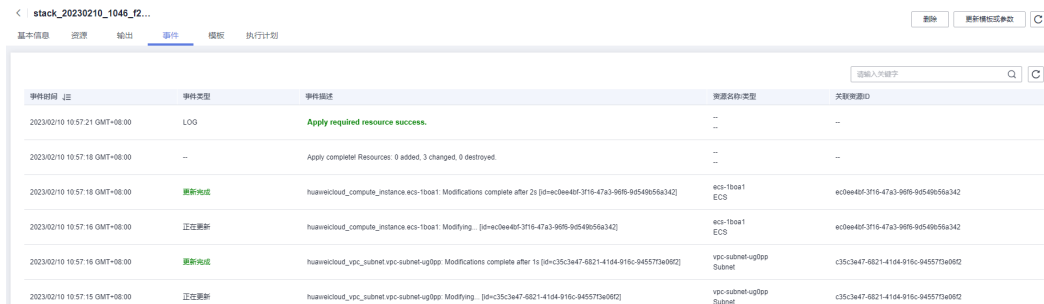 stack_20230210_1046_f2...
删除
更新模板或参数
基本信息
资源
输出
事件
模板
执行计划
请输入关键字
事件时间
事件类型
事件描述
资源名称/类型
关联资源ID
2023/02/10 10:57:21 GMT+08:00
LOG
Apply required resource success.
--
--
--
2023/02/10 10:57:18 GMT+08:00
--
Apply complete! Resources: 0 added, 3 changed, 0 destroyed.
--
--
--
2023/02/10 10:57:18 GMT+08:00
更新完成
huaweicloud_compute_instance.ecs-1boa1: Modifications complete after 2s [id=ec0ee4bf-3f16-47a3-96f6-9d549b56a342]
ecs-1boa1
ECS
ec0ee4bf-3f16-47a3-96f6-9d549b56a342
2023/02/10 10:57:16 GMT+08:00
正在更新
huaweicloud_compute_instance.ecs-1boa1: Modifying... [id=ec0ee4bf-3f16-47a3-96f6-9d549b56a342]
ecs-1boa1
ECS
ec0ee4bf-3f16-47a3-96f6-9d549b56a342
2023/02/10 10:57:16 GMT+08:00
更新完成
huaweicloud_vpc_subnet.vpc-subnet-ug0pp: Modifications complete after 1s [id=c35c3e47-6821-41d4-916c-94557f3e06f2]
vpc-subnet-ug0pp
Subnet
c35c3e47-6821-41d4-916c-94557f3e06f2
2023/02/10 10:57:15 GMT+08:00
正在更新
huaweicloud_vpc_subnet.vpc-subnet-ug0pp: Modifying... [id=c35c3e47-6821-41d4-916c-94557f3e06f2]
vpc-subnet-ug0pp
Subnet
c35c3e47-6821-41d4-916c-94557f3e06f2